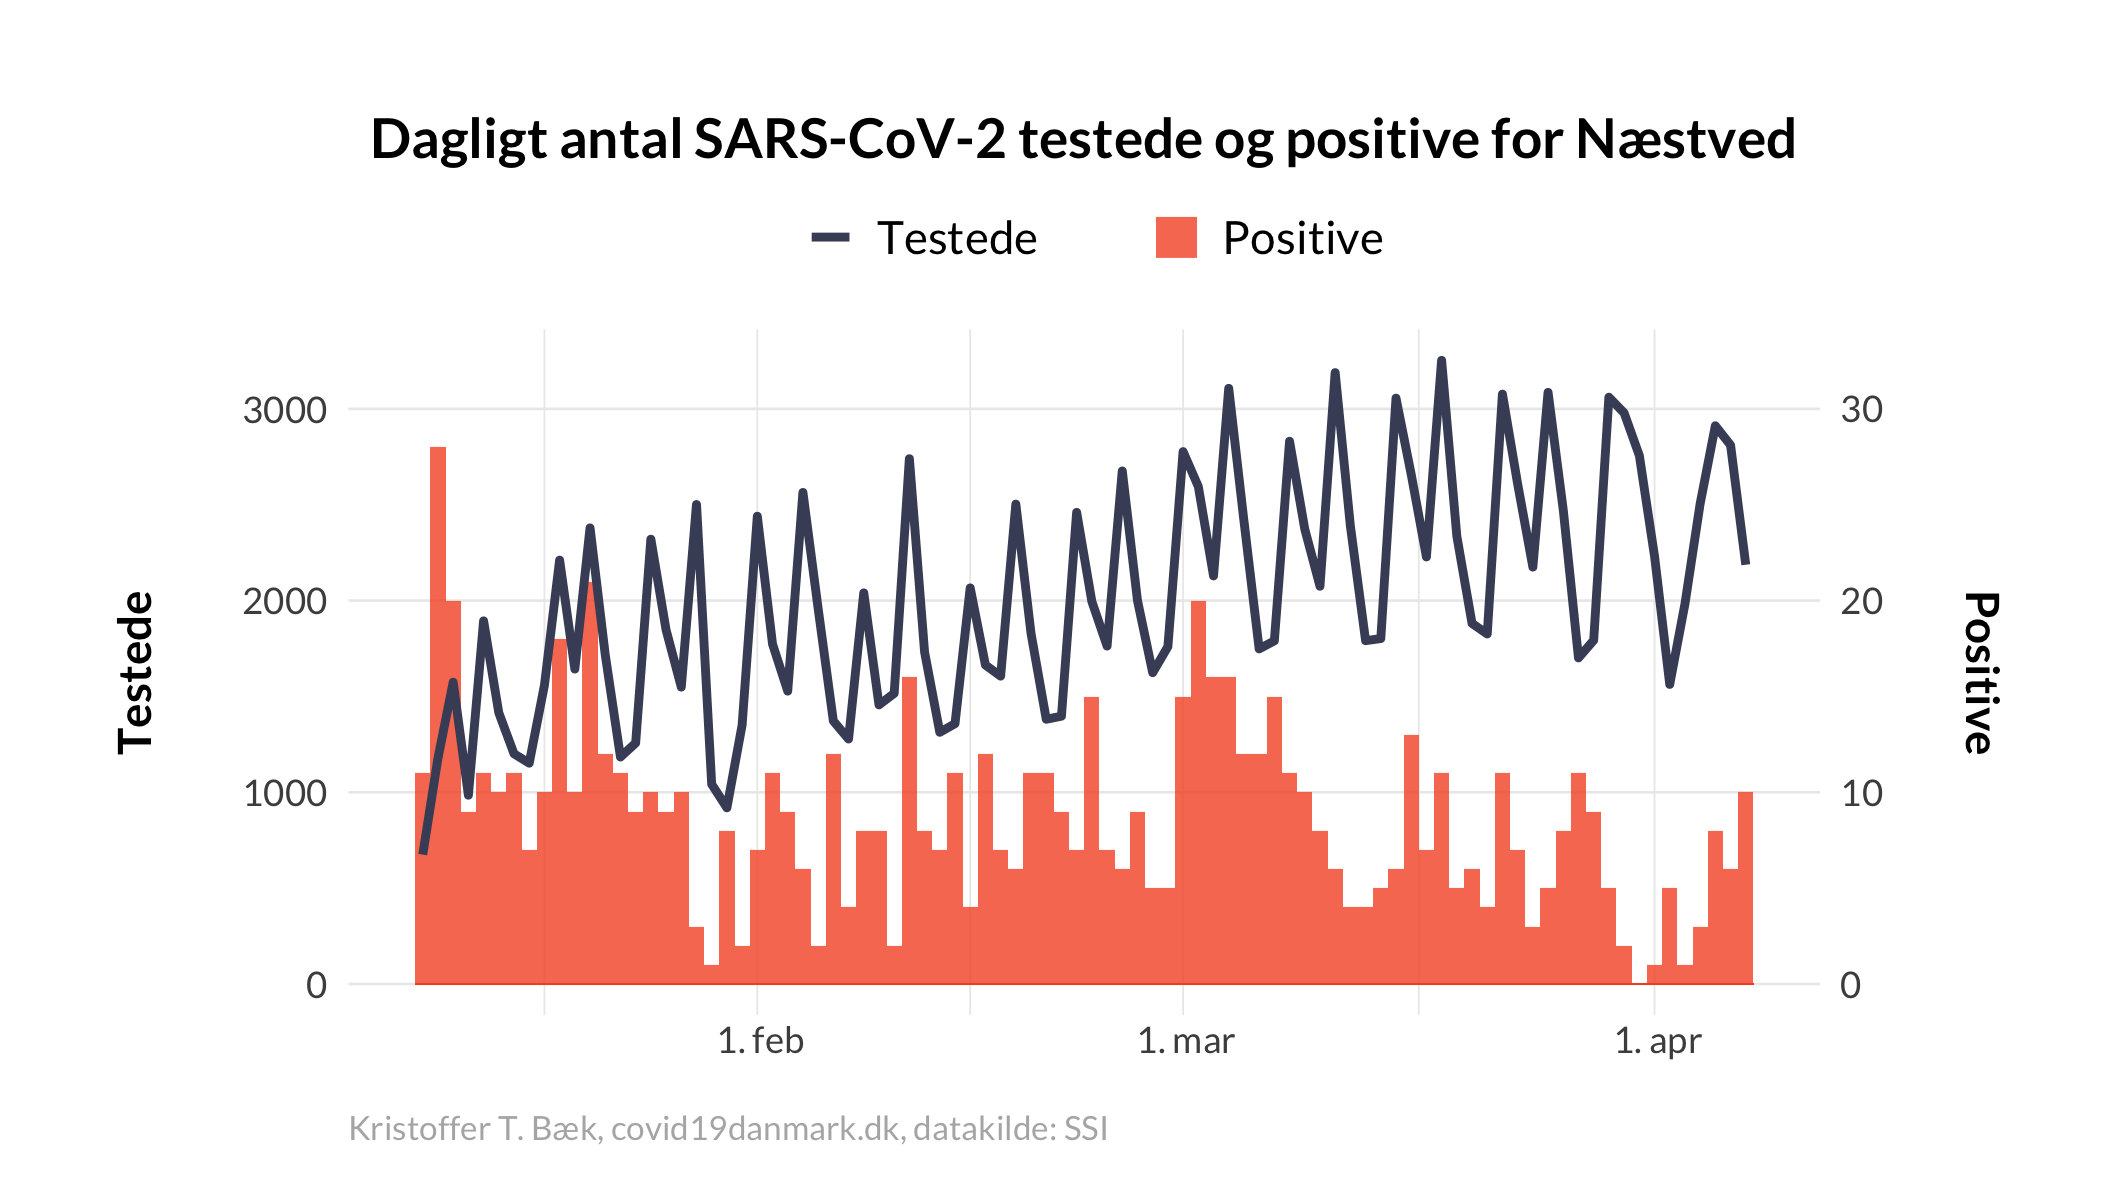 Dagligt antal SARS-CoV-2 testede og positive for Næstved
Testede Positive
3000 30
2000 20
1000 10
0 0
Testede
Positive
1. feb 1. mar 1. apr
Kristoffer T. Bæk, covid19danmark.dk, datakilde: SSI